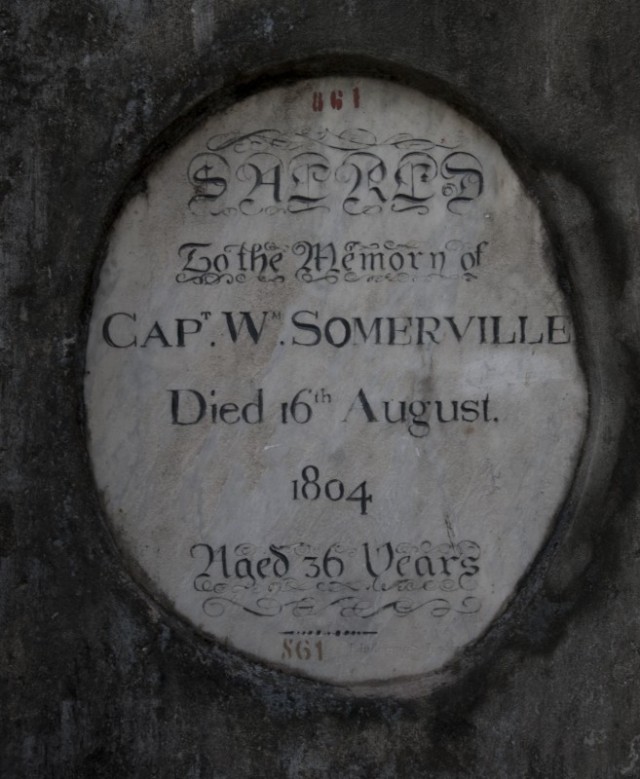 861
SACRED
To the Memory of
CAPT. WM. SOMERVILLE
Died 16th August.
1804
Aged 36 Years
861